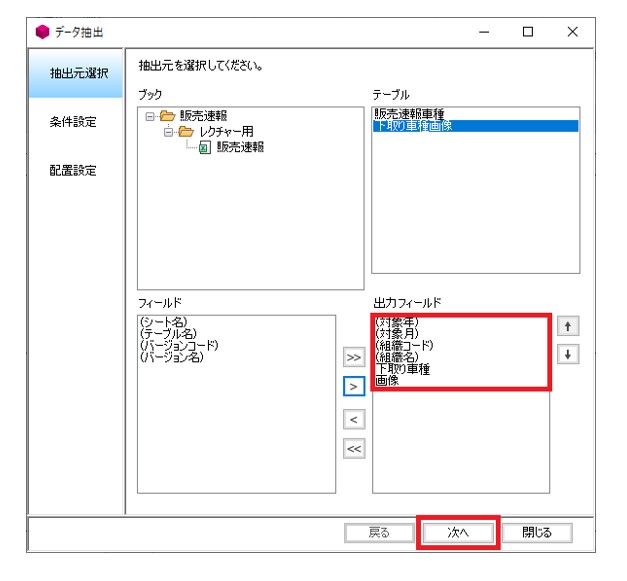 データ抽出
抽出元選択
条件設定
配置設定
抽出元を選択してください。
ブック
販売速報
レクチャー用
販売速報
テーブル
販売速報車種
下取り車種画像
フィールド
(シート名)
(テーブル名)
(バージョンコード)
(バージョン名)
>>
>
<
<<
出力フィールド
(対象年)
(対象月)
(組織コード)
(組織名)
下取り車種
画像
戻る
次へ
閉じる